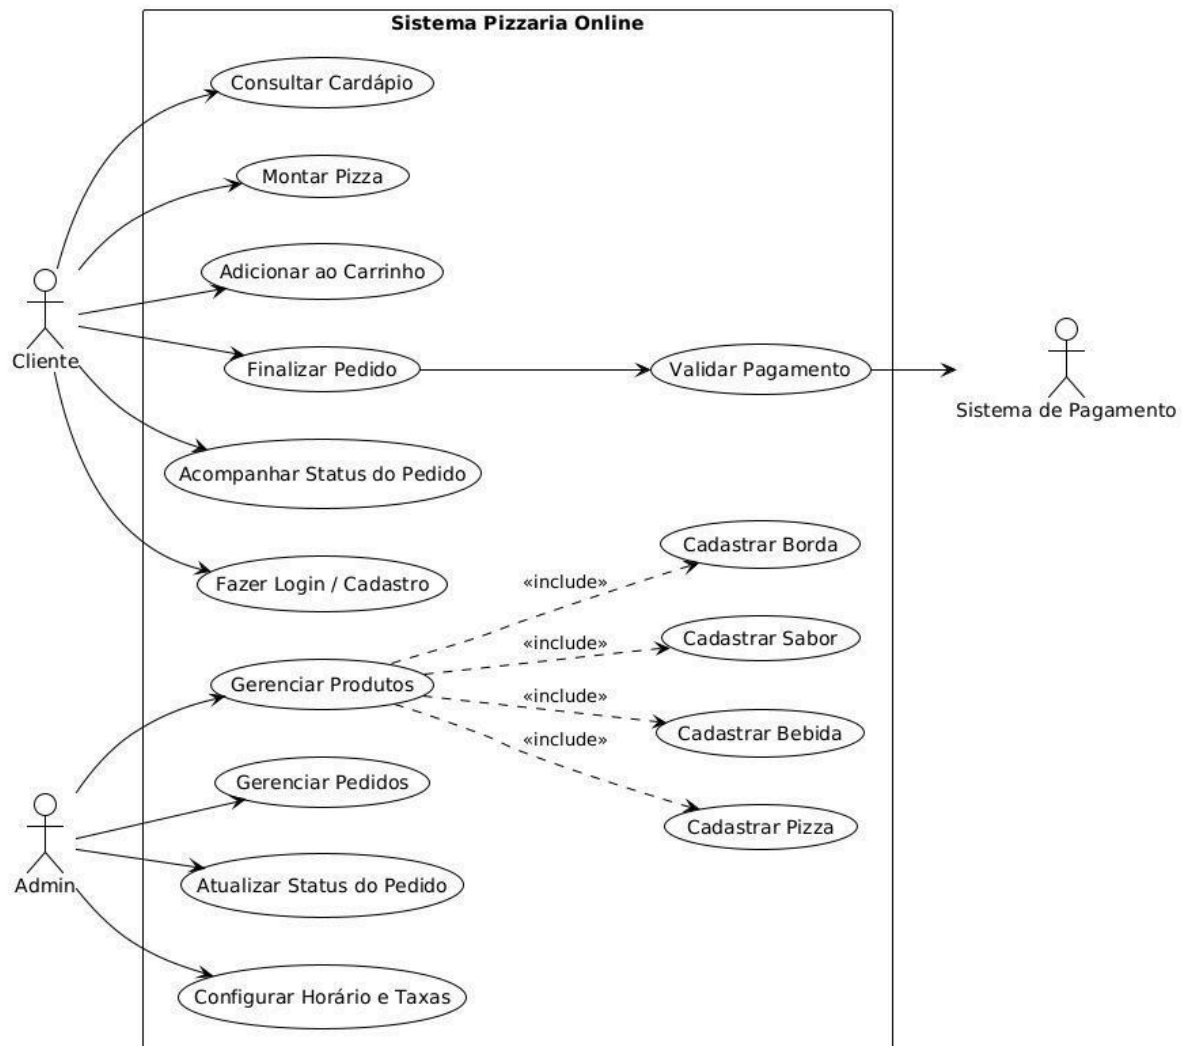 Sistema Pizzaria Online
Consultar Cardápio
Montar Pizza
Adicionar ao Carrinho
Cliente
Finalizar Pedido
Validar Pagamento
Sistema de Pagamento
Acompanhar Status do Pedido
Cadastrar Borda
Fazer Login / Cadastro
«include»
Cadastrar Sabor
«include»
Gerenciar Produtos
«include»
Cadastrar Bebida
«include»
Gerenciar Pedidos
Cadastrar Pizza
Admin
Atualizar Status do Pedido
Configurar Horário e Taxas